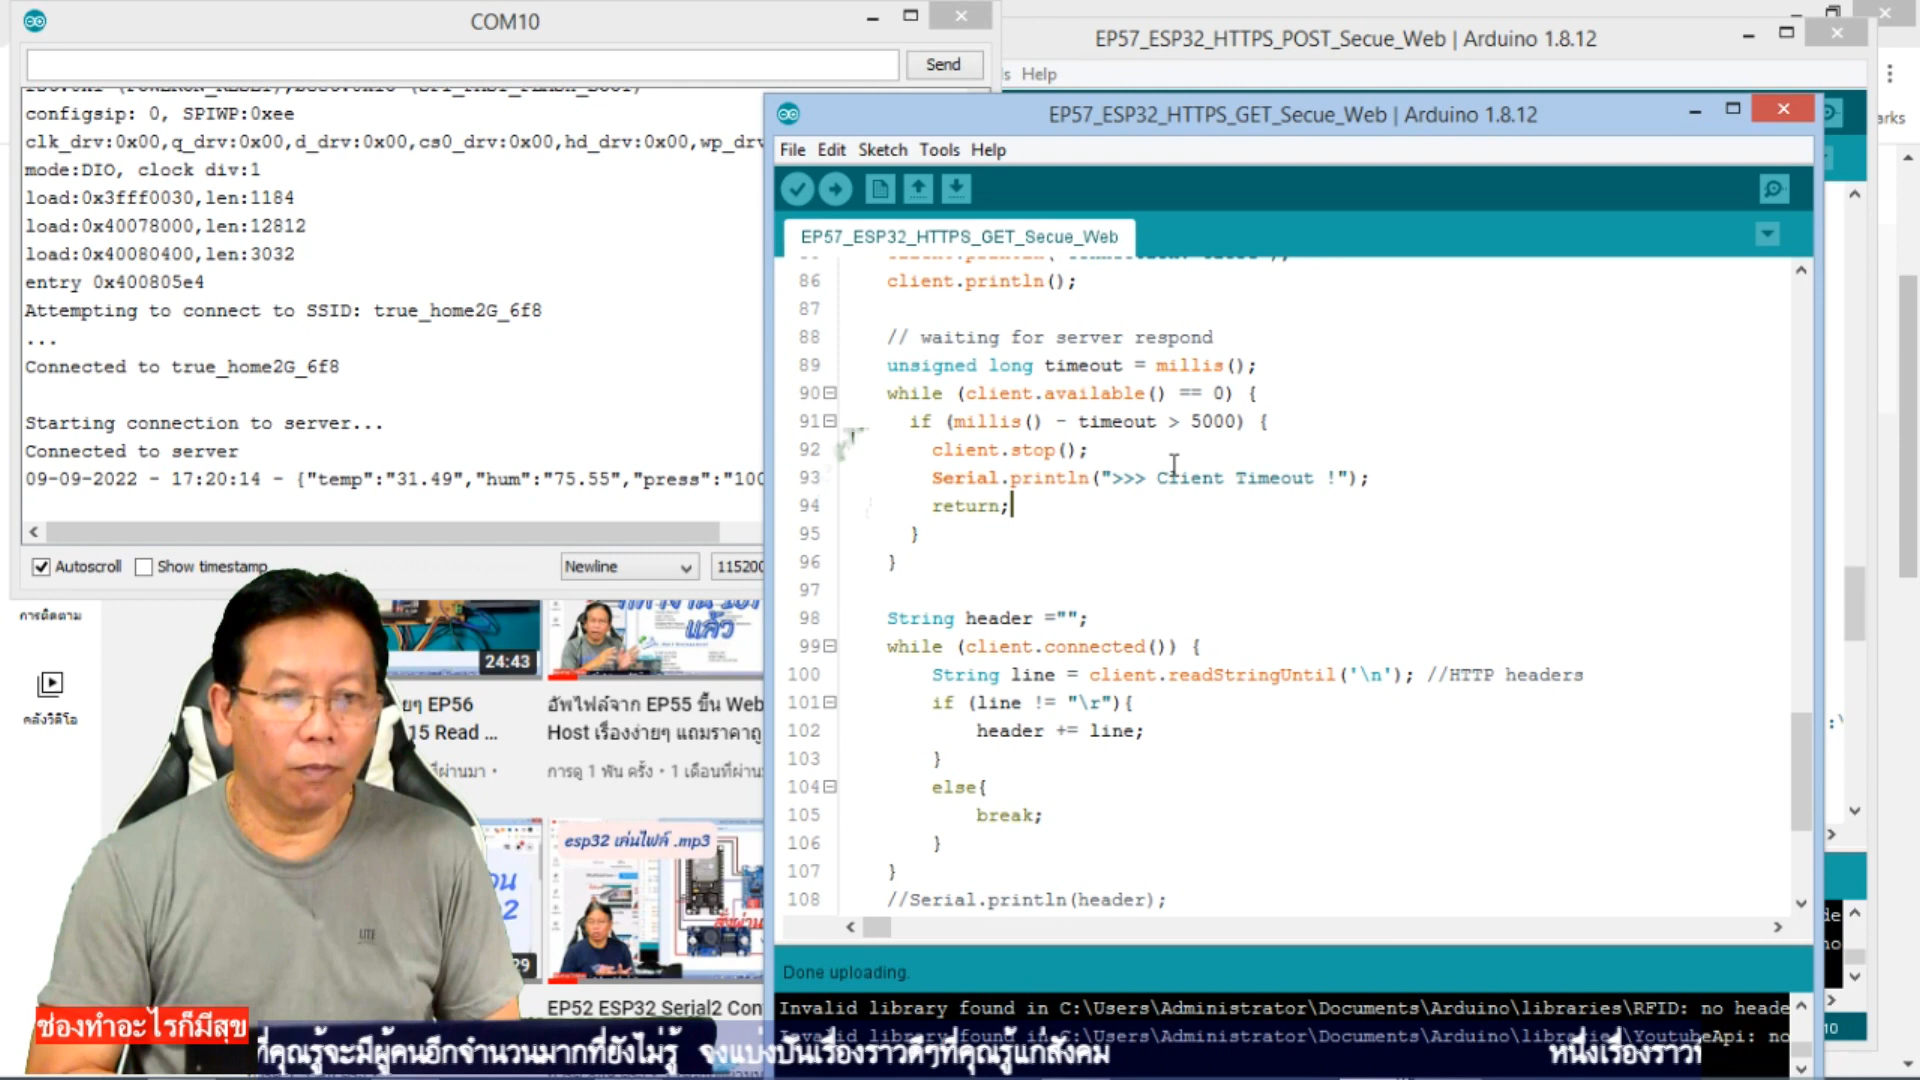 COM10
Send
configsip: 0, SPIWP:0xee
clk_drv:0x00,q_drv:0x00,d_drv:0x00,cs0_drv:0x00,hd_drv:0x00,wp_drv
mode:DIO, clock div:1
load:0x3fff0030,len:1184
load:0x40078000,len:12812
load:0x40080400,len:3032
entry 0x400805e4
Attempting to connect to SSID: true_home2G_6f8
...
Connected to true_home2G_6f8
Starting connection to server...
Connected to server
09-09-2022 - 17:20:14 - {"temp":"31.49","hum":"75.55","press":"100
Autoscroll
Show timestamp
Newline
115200
EP57_ESP32_HTTPS_POST_Secue_Web | Arduino 1.8.12
s Help
arks
EP57_ESP32_HTTPS_GET_Secue_Web | Arduino 1.8.12
File Edit Sketch Tools Help
EP57_ESP32_HTTPS_GET_Secue_Web
86 client.println();
87
88 // waiting for server respond
89 unsigned long timeout = millis();
90 while (client.available() == 0) {
91 if (millis() - timeout > 5000) {
92 client.stop();
93 Serial.println(">>> Client Timeout !");
94 return;
95 }
96 }
97
98 String header ="";
99 while (client.connected()) {
100 String line = client.readStringUntil('\n'); //HTTP headers
101 if (line != "\r"){
102 header += line;
103 }
104 else{
105 break;
106 }
107 }
108 //Serial.println(header);
Done uploading.
Invalid library found in C:\Users\Administrator\Documents\Arduino\libraries\RFID: no heade
Invalid library found in C:\Users\Administrator\Documents\Arduino\libraries\YoutubeApi: no
10
การติดตาม
คลังวิดีโอ
24:43
แล้ว
ยๆ EP56
15 Read ...
ที่ผ่านมา •
อัพไฟล์จาก EP55 ขึ้น Web
Host เรื่องง่ายๆ แถมราคาถู
การดู 1 พัน ครั้ง • 1 เดือนที่ผ่านม
esp32 เล่นไฟล์ .mp3
29
EP52 ESP32 Serial2 Con
LITE
ช่องทำอะไรก็มีสุข
ที่คุณรู้จะมีผู้คนอีกจำนวนมากที่ยังไม่รู้ จงแบ่งปันเรื่องราวดีๆที่คุณรู้แก่สังคม
หนึ่งเรื่องราวที